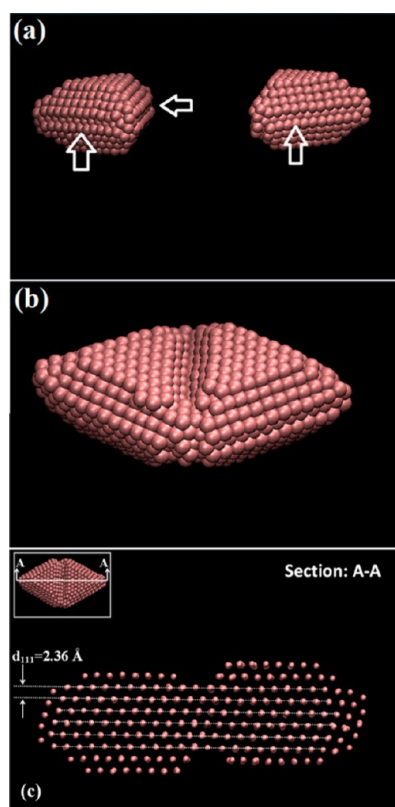 (a)
(b)
A A
Section: A-A
d₁₁₁=2.36 Å
(c)